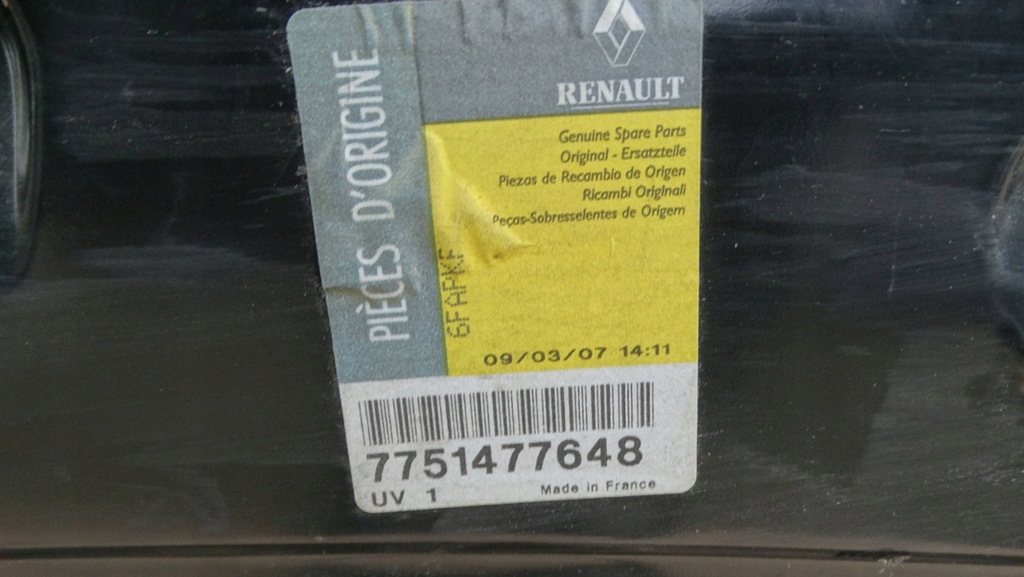 PIÈCES D'ORIGINE
RENAULT
Genuine Spare Parts
Original - Ersatzteile
Piezas de Recambio de Origen
Ricambi Originali
Peças-Sobresselentes de Origem
09/03/07 14:11
7751477648
UV 1
Made in France